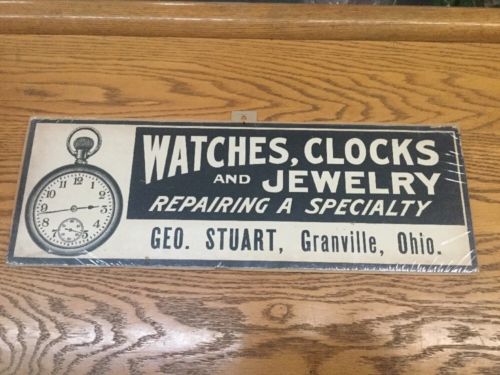 WATCHES, CLOCKS
AND JEWELRY
REPAIRING A SPECIALTY
GEO. STUART, Granville, Ohio.